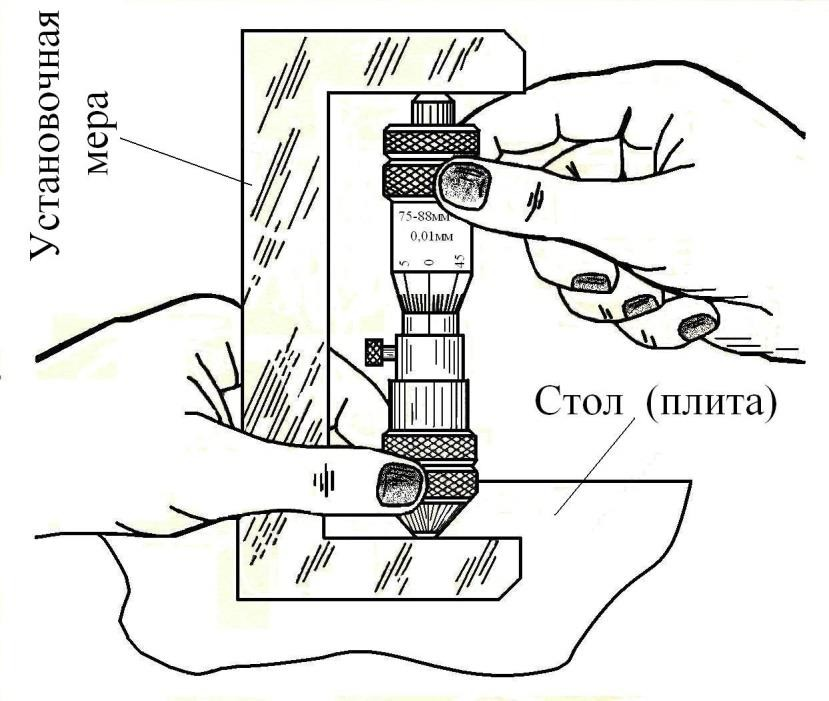 Установочная
мера
75-88мм
0,01мм
5 0 45
Стол (плита)